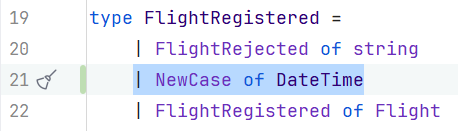 19 type FlightRegistered =
20 | FlightRejected of string
21 | NewCase of DateTime
22 | FlightRegistered of Flight